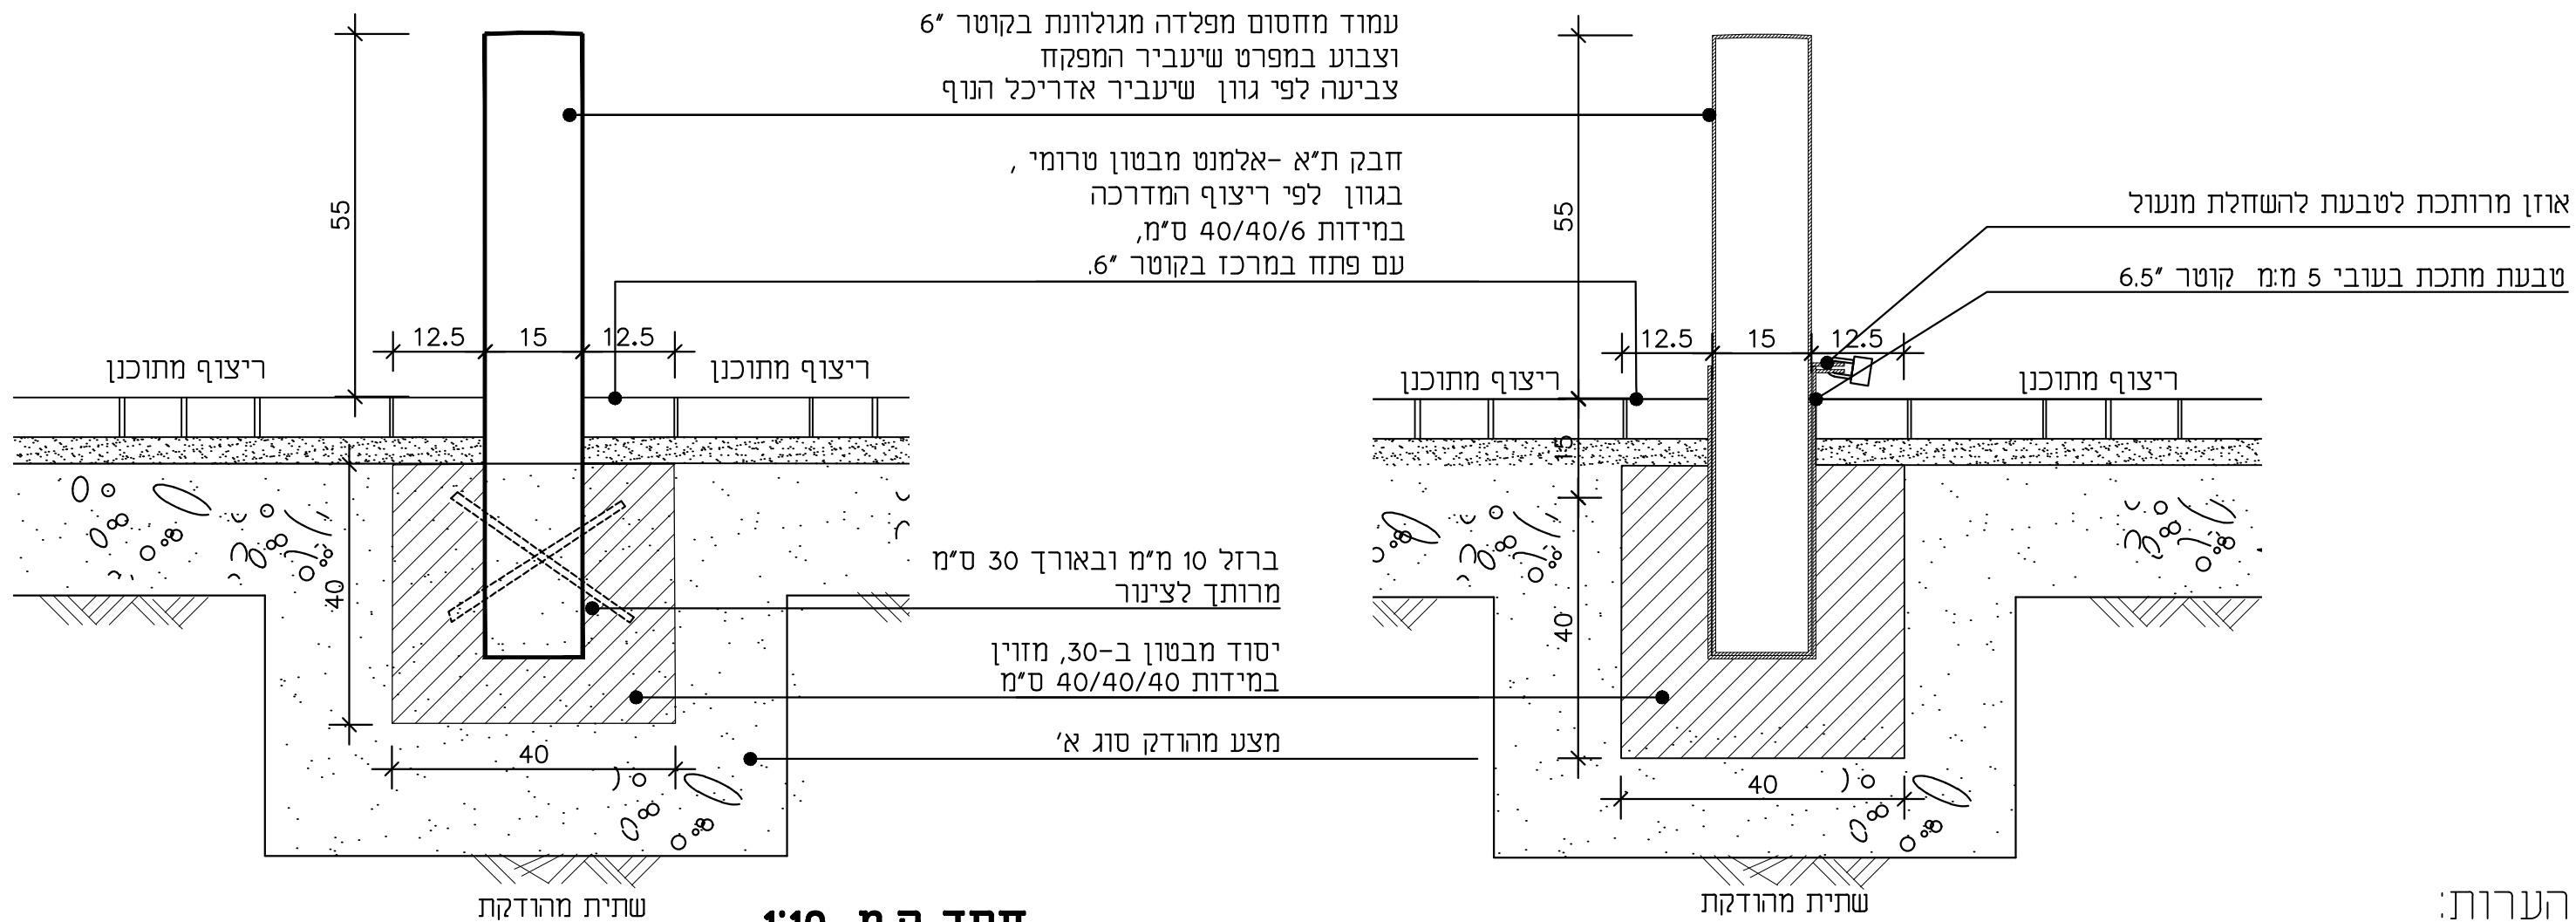 עמוד מחסום מפלדה מגולוונת בקוטר 6"
וצבוע במפרט שיעביר המפקח
צביעה לפי גוון שיעביר אדריכל הנוף
חבק ת"א -אלמנט מבטון טרומי ,
בגוון לפי ריצוף המדרכה
במידות 40/40/6 ס"מ,
עם פתח במרכז בקוטר 6".
אוזן מרותכת לטבעת להשחלת מנעול
טבעת מתכת בעובי 5 מ:מ קוטר 6.5"
55
55
12.5 15 12.5
12.5 15 12.5
ריצוף מתוכנן
ריצוף מתוכנן
ריצוף מתוכנן
ריצוף מתוכנן
15
40
40
ברזל 10 מ"מ ובאורך 30 ס"מ
מרותך לצינור
יסוד מבטון ב-30, מזוין
במידות 40/40/40 ס"מ
מצע מהודק סוג א'
40
40
שתית מהודקת
שתית מהודקת
חתך ק.מ 1:10
הערות: